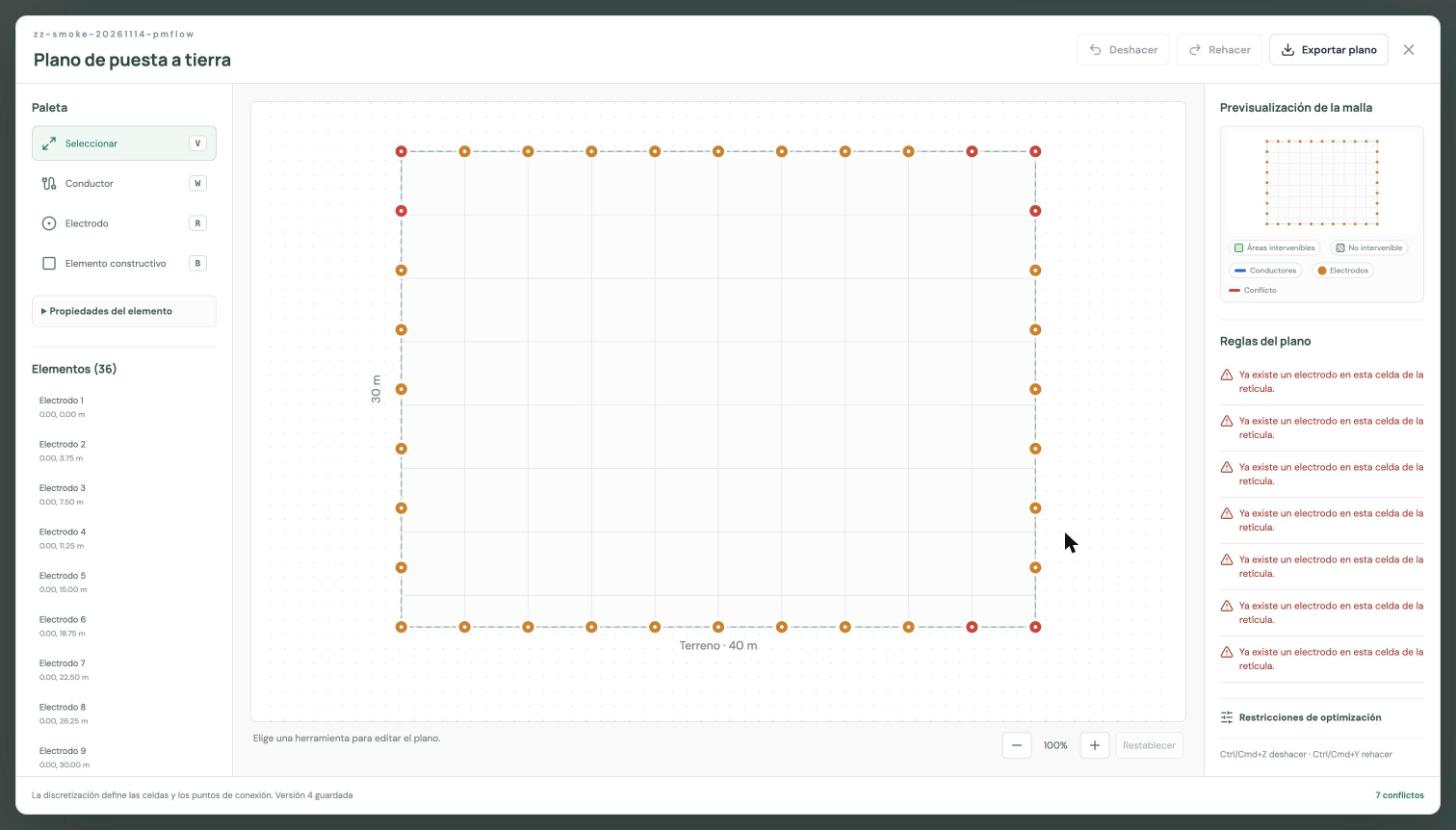 zz-smoke-20261114-pmflow
Plano de puesta a tierra
Deshacer
Rehacer
Exportar plano
Paleta
Seleccionar V
Conductor W
Electrodo R
Elemento constructivo B
Propiedades del elemento
Elementos (36)
Electrodo 1
0.00, 0.00 m
Electrodo 2
0.00, 3.75 m
Electrodo 3
0.00, 7.50 m
Electrodo 4
0.00, 11.25 m
Electrodo 5
0.00, 15.00 m
Electrodo 6
0.00, 18.75 m
Electrodo 7
0.00, 22.50 m
Electrodo 8
0.00, 26.25 m
Electrodo 9
0.00, 30.00 m
30 m
Terreno · 40 m
Elige una herramienta para editar el plano.
100%
Restablecer
Previsualización de la malla
Áreas intervenibles
No intervenible
Conductores
Electrodos
Conflicto
Reglas del plano
Ya existe un electrodo en esta celda de la
retícula.
Ya existe un electrodo en esta celda de la
retícula.
Ya existe un electrodo en esta celda de la
retícula.
Ya existe un electrodo en esta celda de la
retícula.
Ya existe un electrodo en esta celda de la
retícula.
Ya existe un electrodo en esta celda de la
retícula.
Ya existe un electrodo en esta celda de la
retícula.
Restricciones de optimización
Ctrl/Cmd+Z deshacer · Ctrl/Cmd+Y rehacer
La discretización define las celdas y los puntos de conexión. Versión 4 guardada
7 conflictos